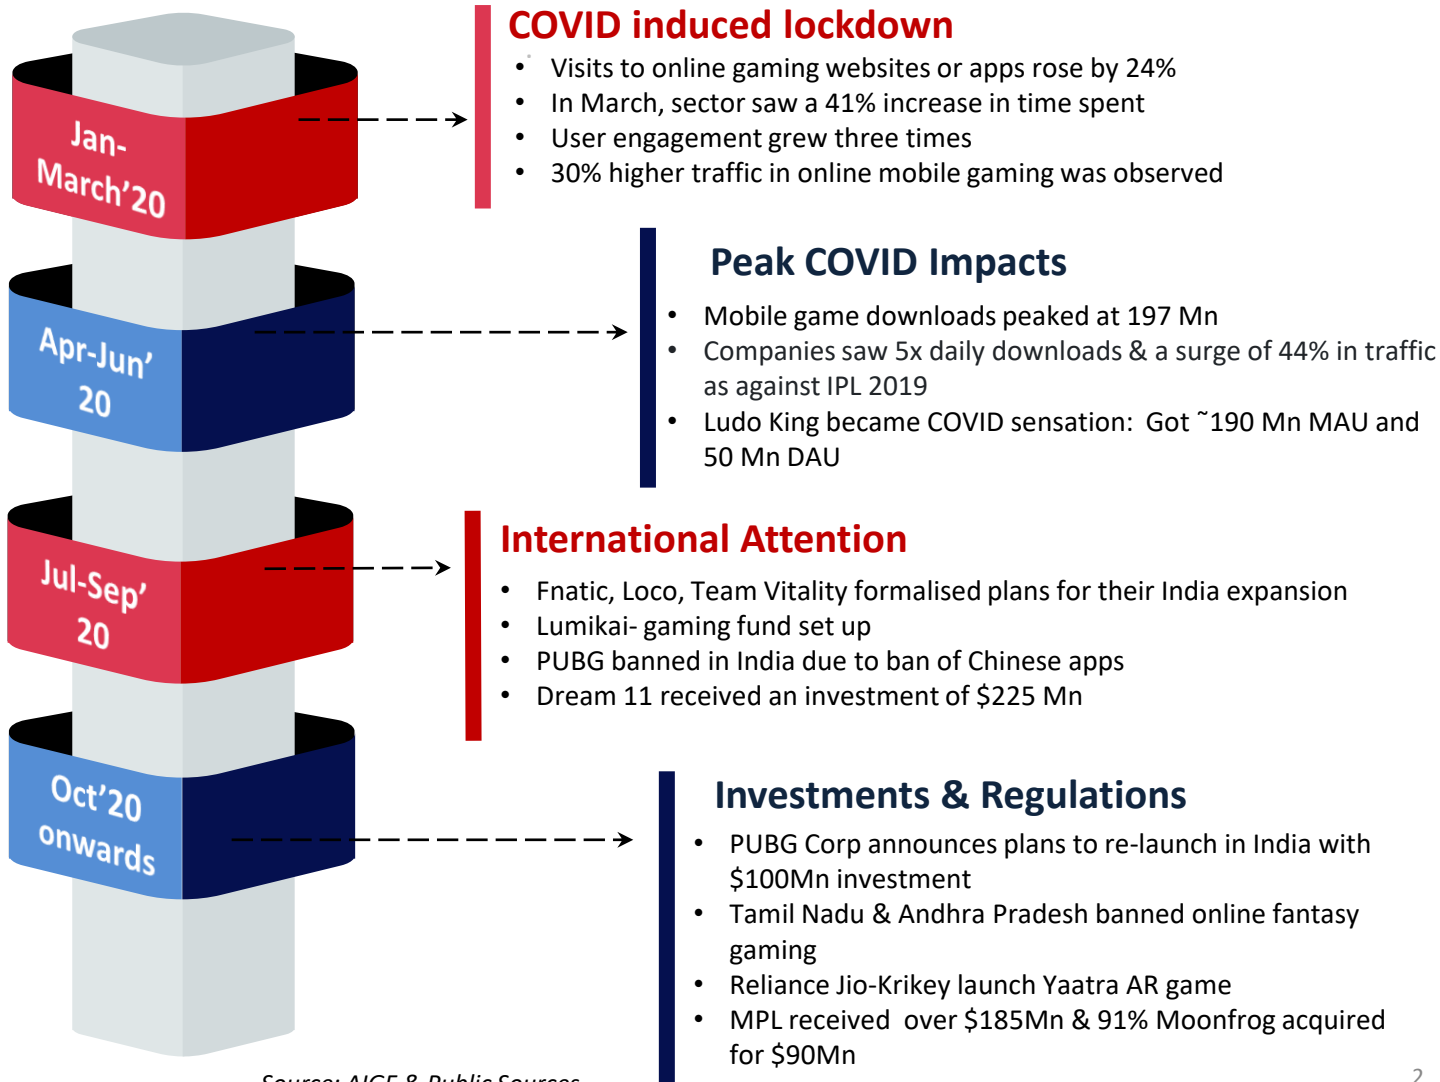 COVID induced lockdown
• Visits to online gaming websites or apps rose by 24%
• In March, sector saw a 41% increase in time spent
• User engagement grew three times
• 30% higher traffic in online mobile gaming was observed
Jan-
March’20
Peak COVID Impacts
• Mobile game downloads peaked at 197 Mn
• Companies saw 5x daily downloads & a surge of 44% in traffic
as against IPL 2019
• Ludo King became COVID sensation: Got ~190 Mn MAU and
50 Mn DAU
Apr-Jun’
20
International Attention
• Fnatic, Loco, Team Vitality formalised plans for their India expansion
• Lumikai- gaming fund set up
• PUBG banned in India due to ban of Chinese apps
• Dream 11 received an investment of $225 Mn
Jul-Sep’
20
Investments & Regulations
• PUBG Corp announces plans to re-launch in India with
$100Mn investment
• Tamil Nadu & Andhra Pradesh banned online fantasy
gaming
• Reliance Jio-Krikey launch Yaatra AR game
• MPL received over $185Mn & 91% Moonfrog acquired
for $90Mn
Oct’20
onwards
Source: AIGF & Public Sources
2